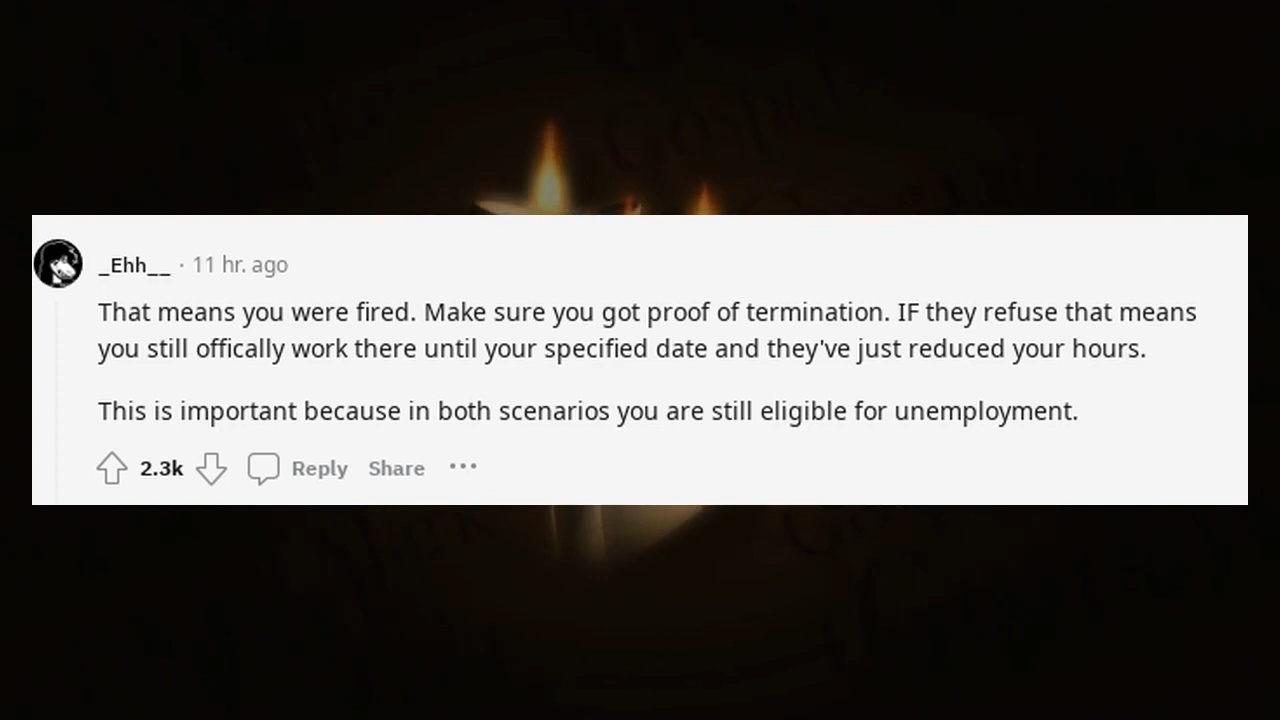 _Ehh__ · 11 hr. ago
That means you were fired. Make sure you got proof of termination. IF they refuse that means
you still offically work there until your specified date and they've just reduced your hours.
This is important because in both scenarios you are still eligible for unemployment.
2.3k Reply Share ···